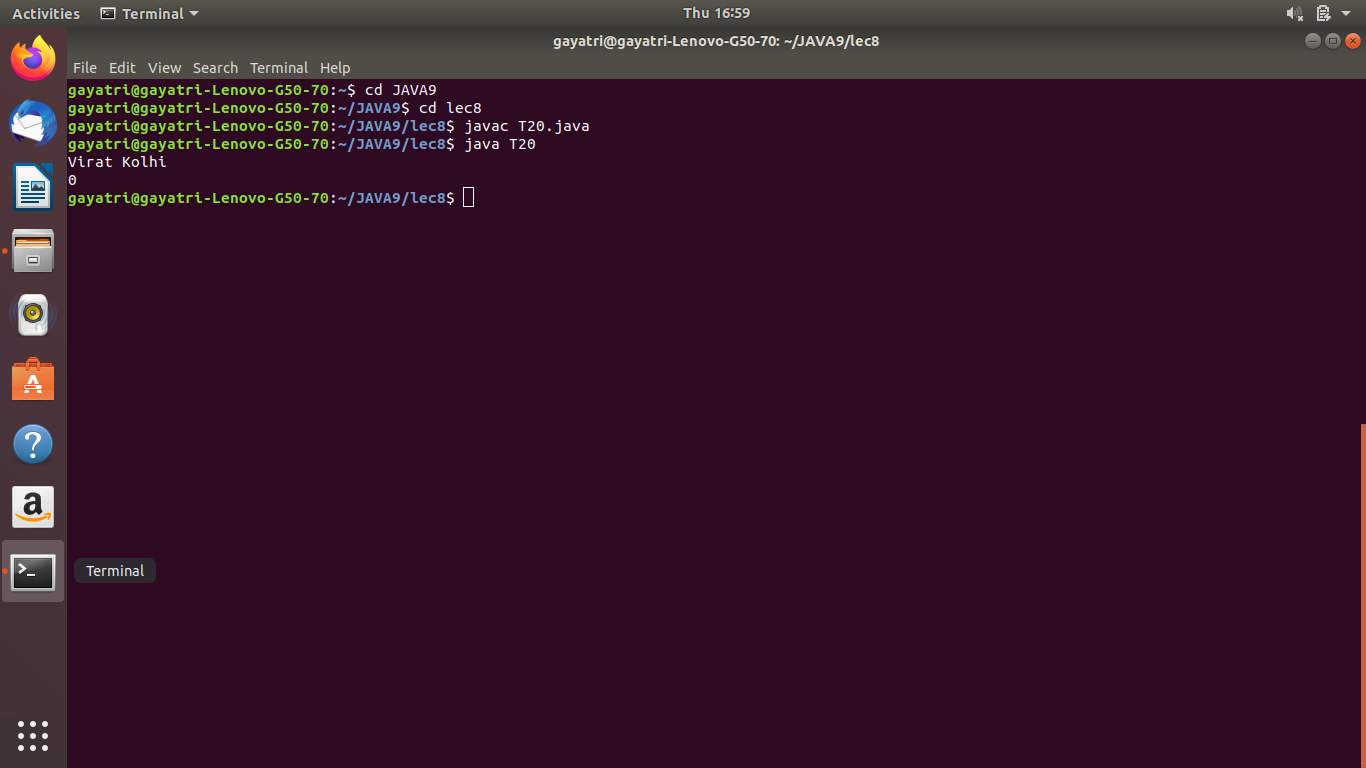 Activities Terminal Thu 16:59
gayatri@gayatri-Lenovo-G50-70: ~/JAVA9/lec8
File Edit View Search Terminal Help
gayatri@gayatri-Lenovo-G50-70:~$ cd JAVA9
gayatri@gayatri-Lenovo-G50-70:~/JAVA9$ cd lec8
gayatri@gayatri-Lenovo-G50-70:~/JAVA9/lec8$ javac T20.java
gayatri@gayatri-Lenovo-G50-70:~/JAVA9/lec8$ java T20
Virat Kolhi
0
gayatri@gayatri-Lenovo-G50-70:~/JAVA9/lec8$
Terminal